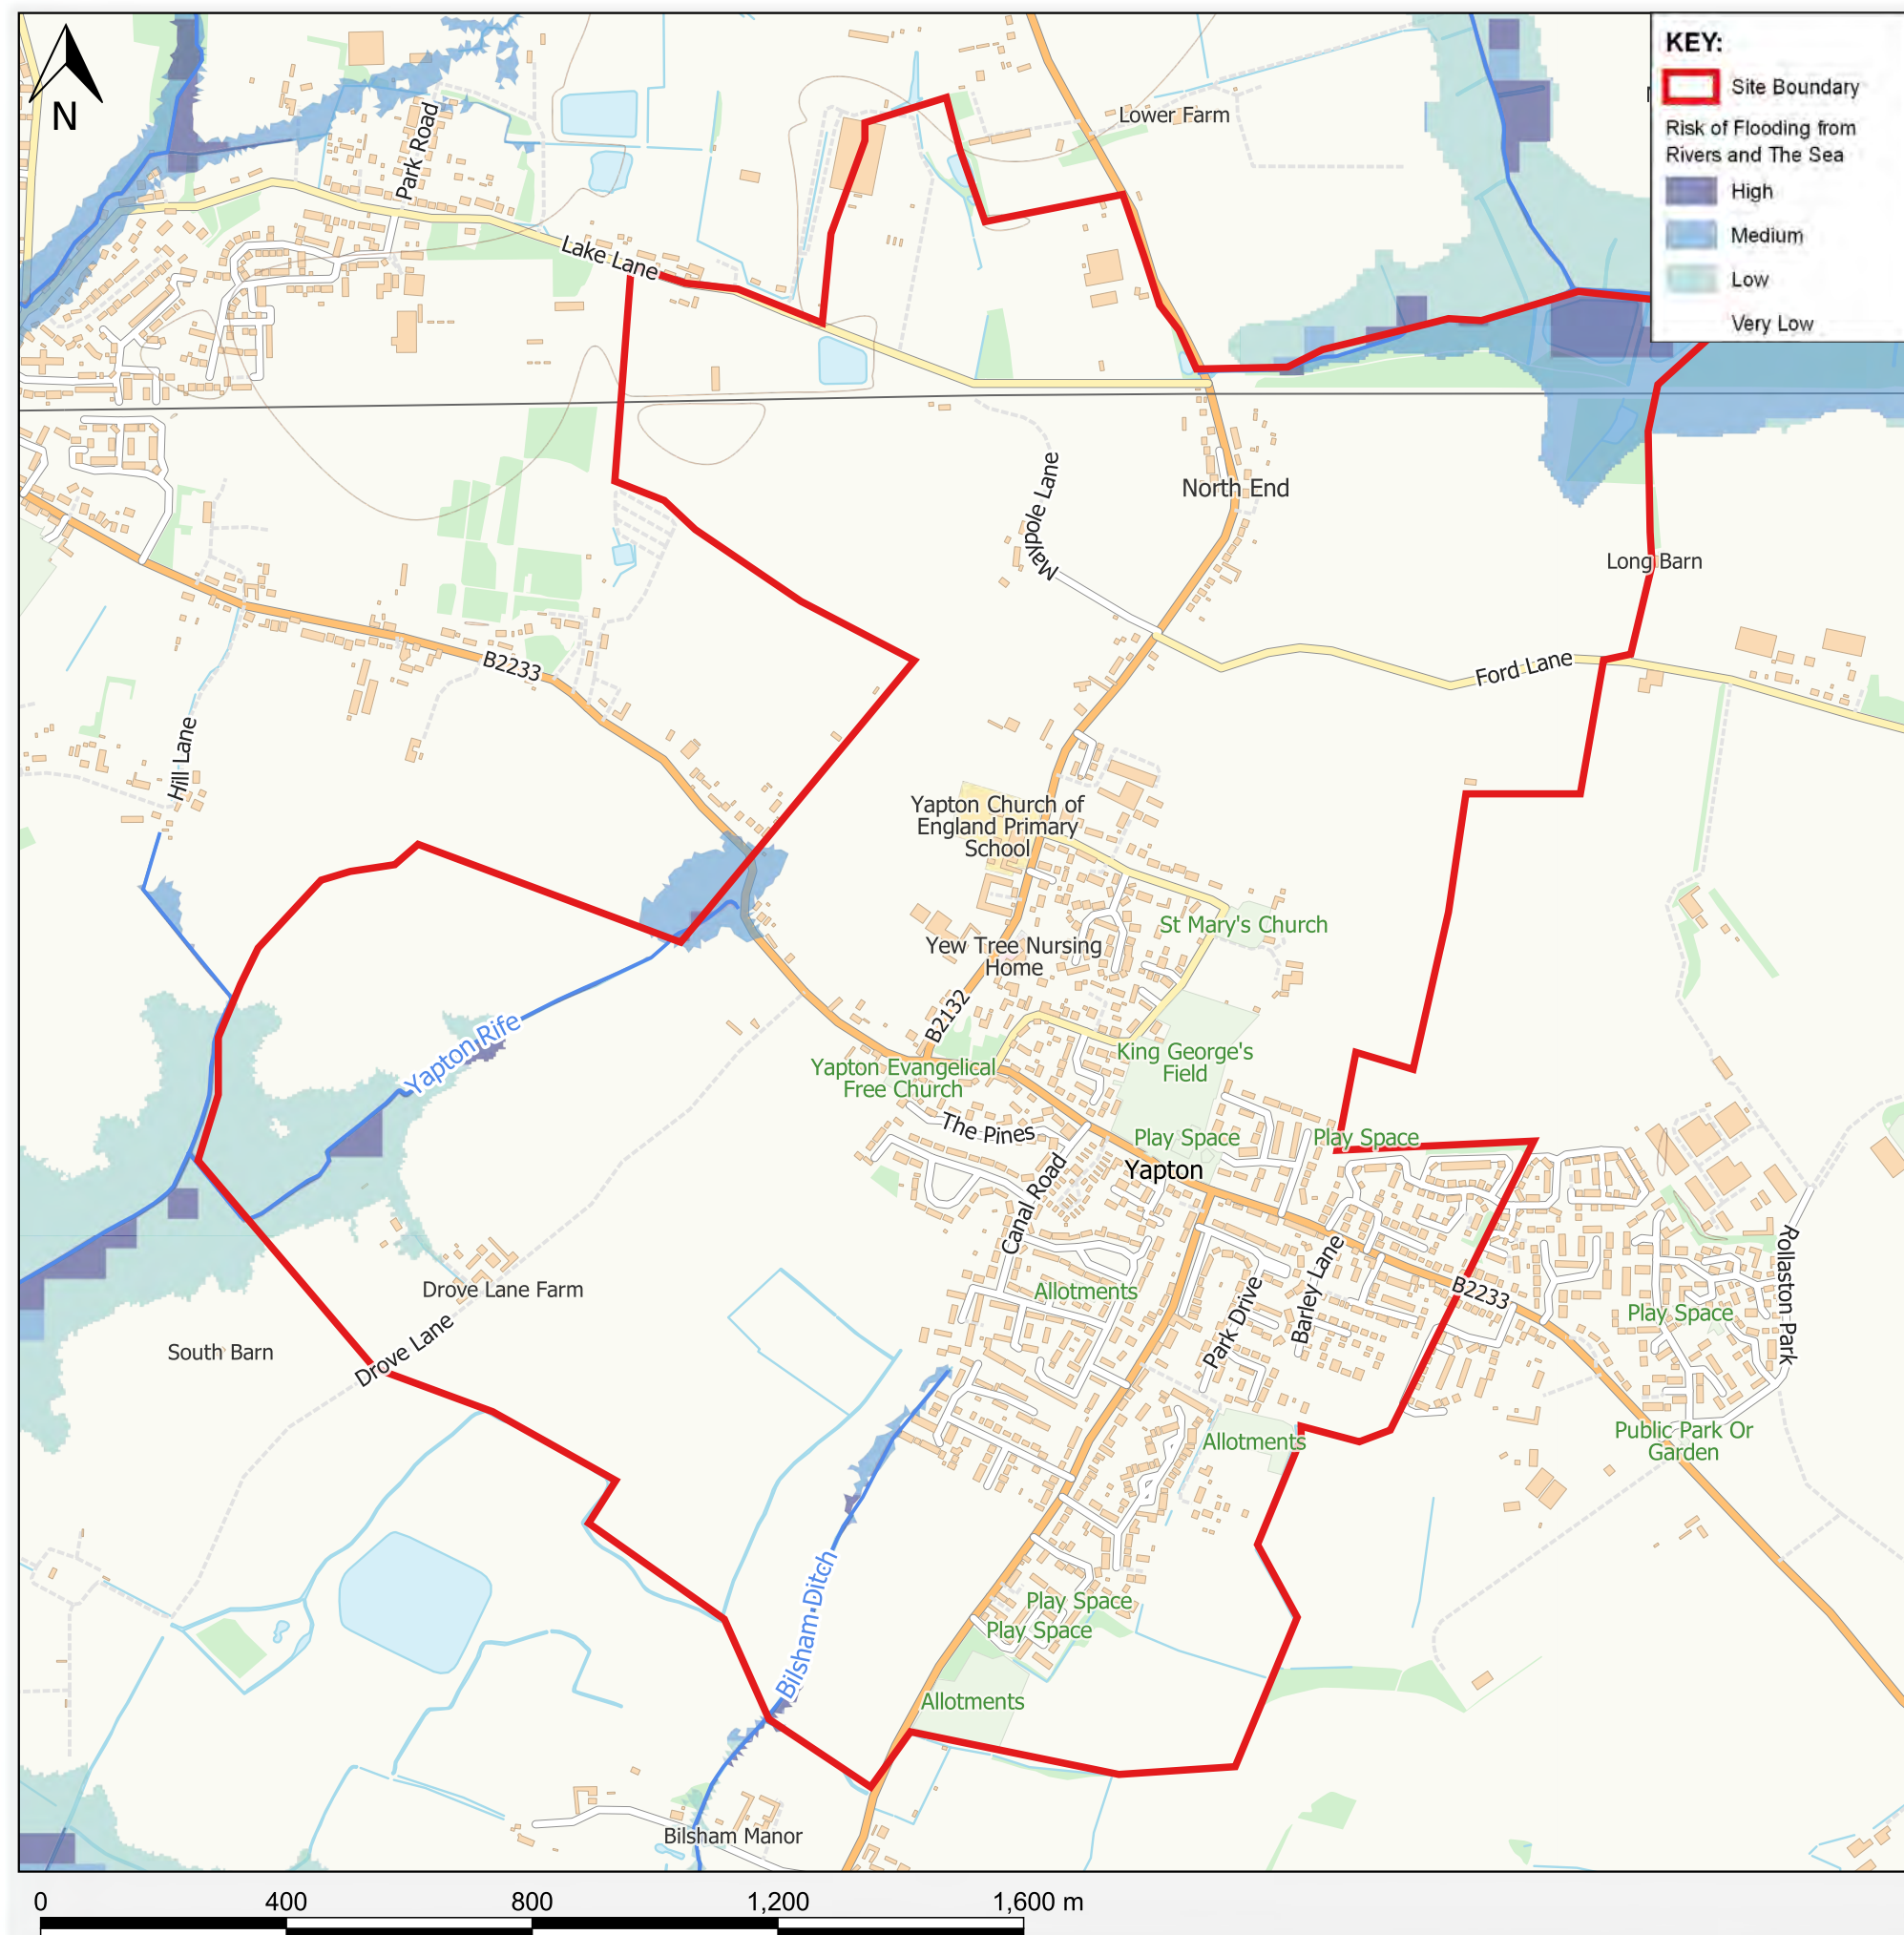 N
KEY:
Site Boundary
Risk of Flooding from
Rivers and The Sea
High
Medium
Low
Very Low
Park Road
Lower Farm
Lake Lane
Maypole Lane
North End
Long Barn
B2233
Ford Lane
Hill Lane
Yapton Church of
England Primary
School
St Mary's Church
Yew Tree Nursing
Home
B2132
Yapton Rife
King George's
Field
Yapton Evangelical
Free Church
The Pines
Play Space
Play Space
Yapton
Canal Road
Drove Lane Farm
Allotments
Park Drive
Barley Lane
B2233
Play Space
Rollaston Park
South Barn
Drove Lane
Allotments
Public Park Or
Garden
Bilsham Ditch
Play Space
Play Space
Allotments
Bilsham Manor
0
400
800
1,200
1,600 m